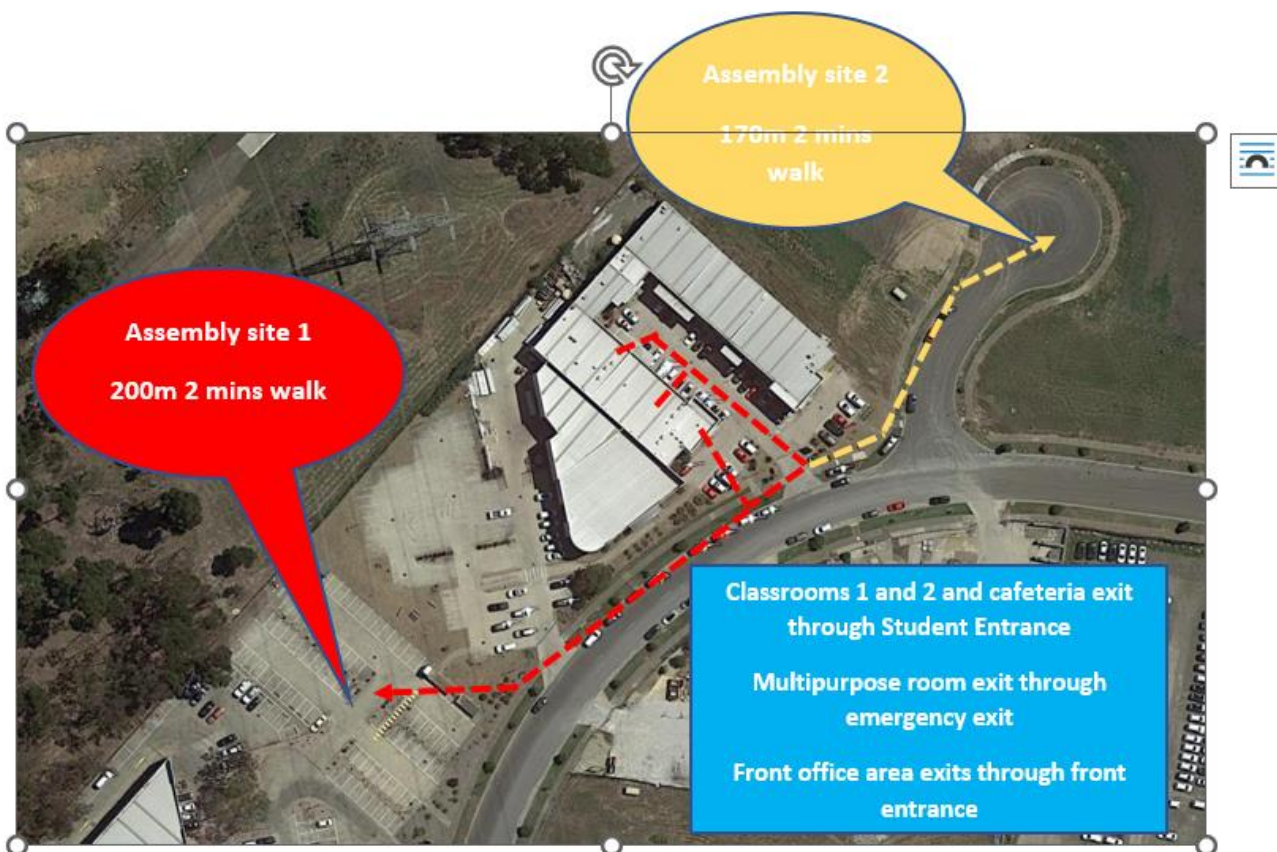 Assembly site 2
170m 2 mins
walk
Assembly site 1
200m 2 mins walk
Classrooms 1 and 2 and cafeteria exit
through Student Entrance
Multipurpose room exit through
emergency exit
Front office area exits through front
entrance